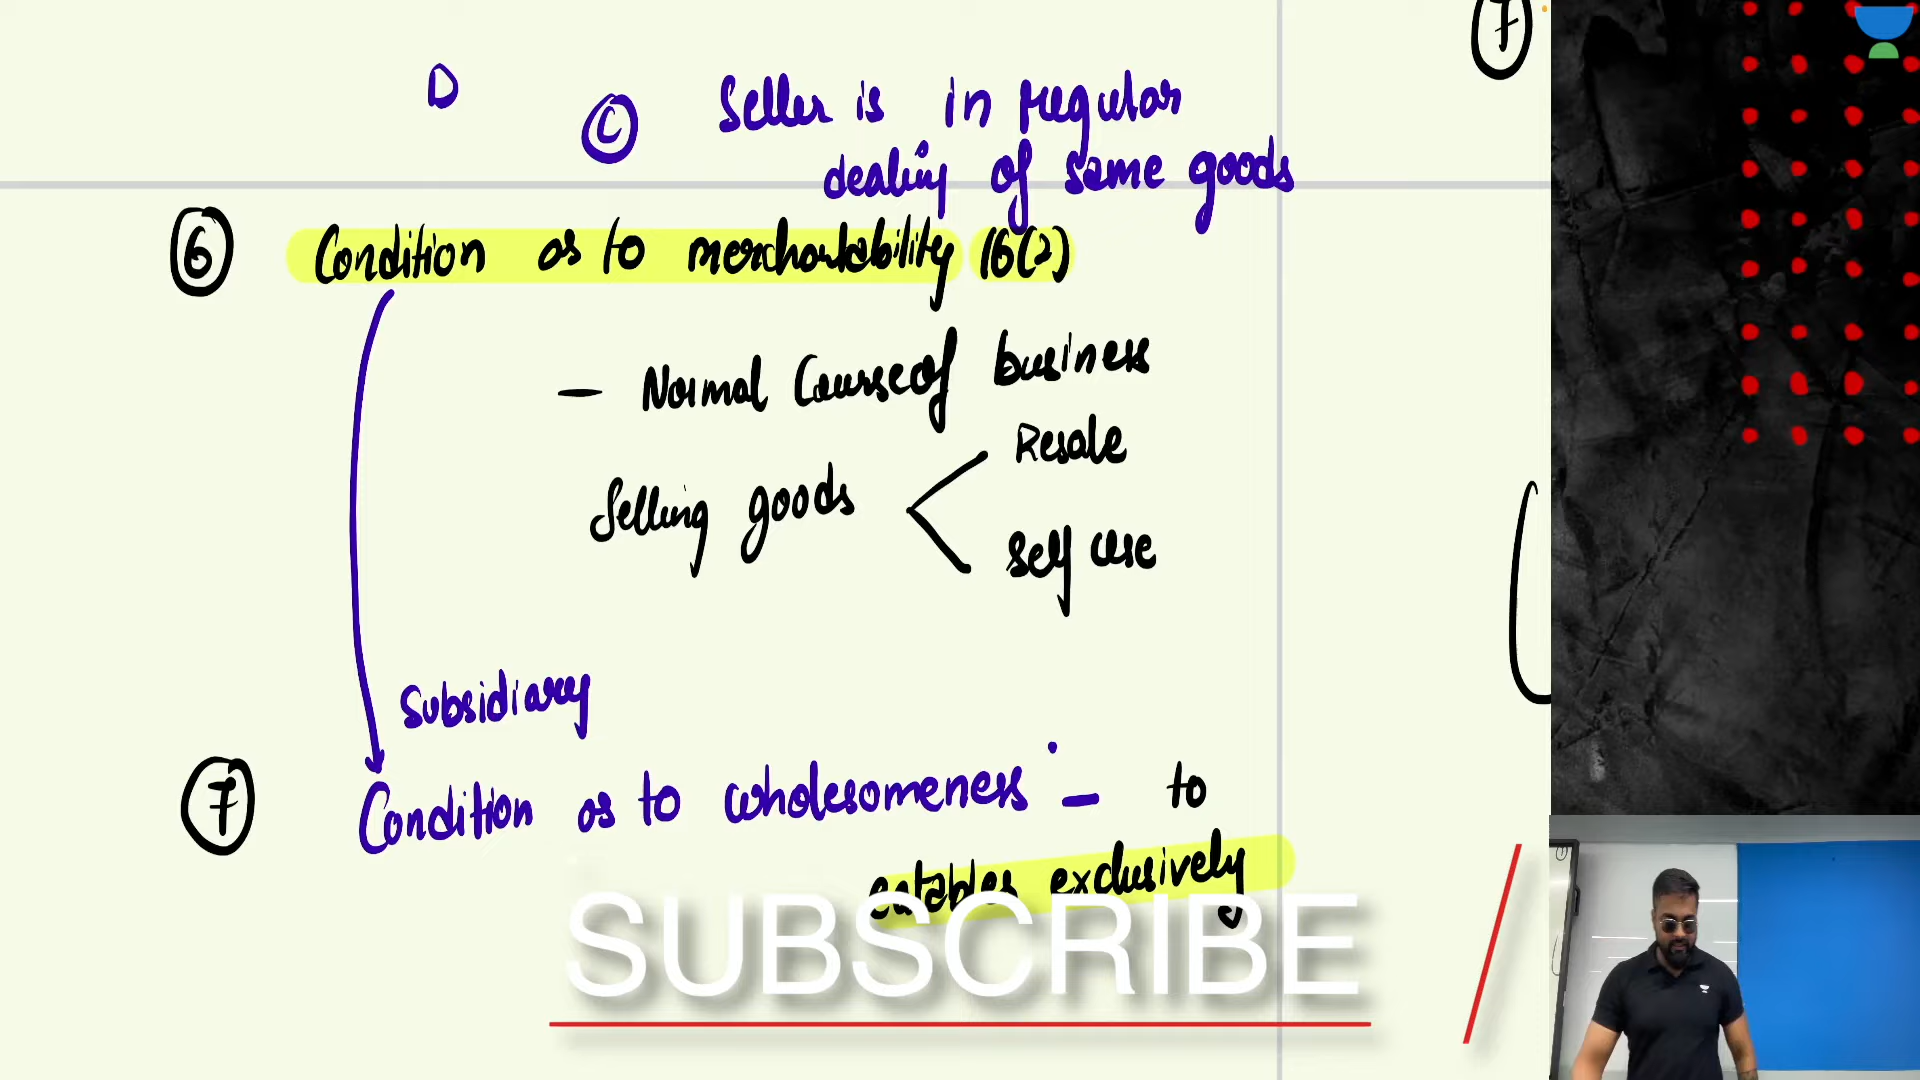 7
D
C Seller is in regular
dealing of same goods
6 Condition as to merchantability 16(2)
– Normal Course of business
Resale
Selling goods
Self use
Subsidiary
7 Condition as to wholesomeness – to
eatables exclusively
SUBSCRIBE